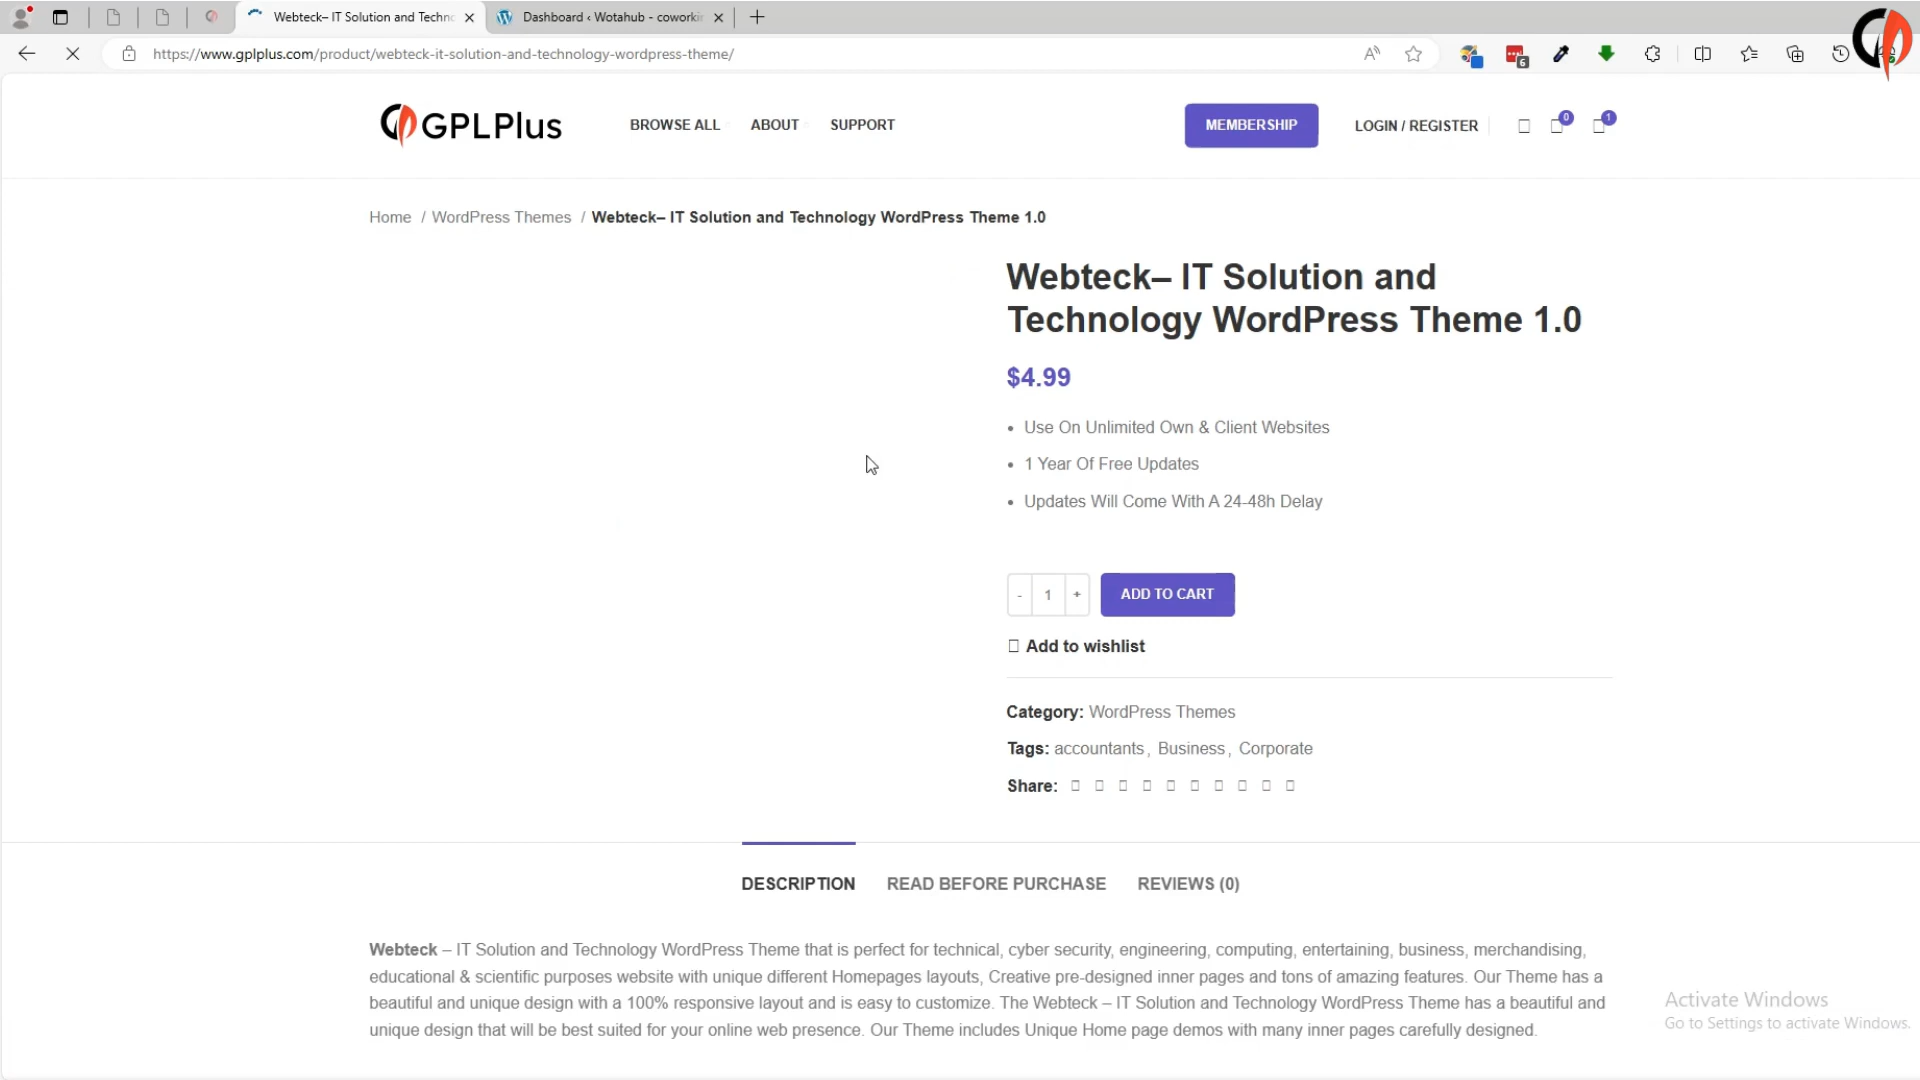 Webteck– IT Solution and Techno
Dashboard ‹ Wotahub - coworkin
https://www.gplplus.com/product/webteck-it-solution-and-technology-wordpress-theme/
6
GPLPlus
BROWSE ALL
ABOUT
SUPPORT
MEMBERSHIP
LOGIN / REGISTER
0
1
Home / WordPress Themes / Webteck– IT Solution and Technology WordPress Theme 1.0
Webteck– IT Solution and
Technology WordPress Theme 1.0
$4.99
• Use On Unlimited Own & Client Websites
• 1 Year Of Free Updates
• Updates Will Come With A 24-48h Delay
- 1 + ADD TO CART
Add to wishlist
Category: WordPress Themes
Tags: accountants, Business, Corporate
Share:
DESCRIPTION
READ BEFORE PURCHASE
REVIEWS (0)
Webteck – IT Solution and Technology WordPress Theme that is perfect for technical, cyber security, engineering, computing, entertaining, business, merchandising,
educational & scientific purposes website with unique different Homepages layouts, Creative pre-designed inner pages and tons of amazing features. Our Theme has a
beautiful and unique design with a 100% responsive layout and is easy to customize. The Webteck – IT Solution and Technology WordPress Theme has a beautiful and
unique design that will be best suited for your online web presence. Our Theme includes Unique Home page demos with many inner pages carefully designed.
Activate Windows
Go to Settings to activate Windows.